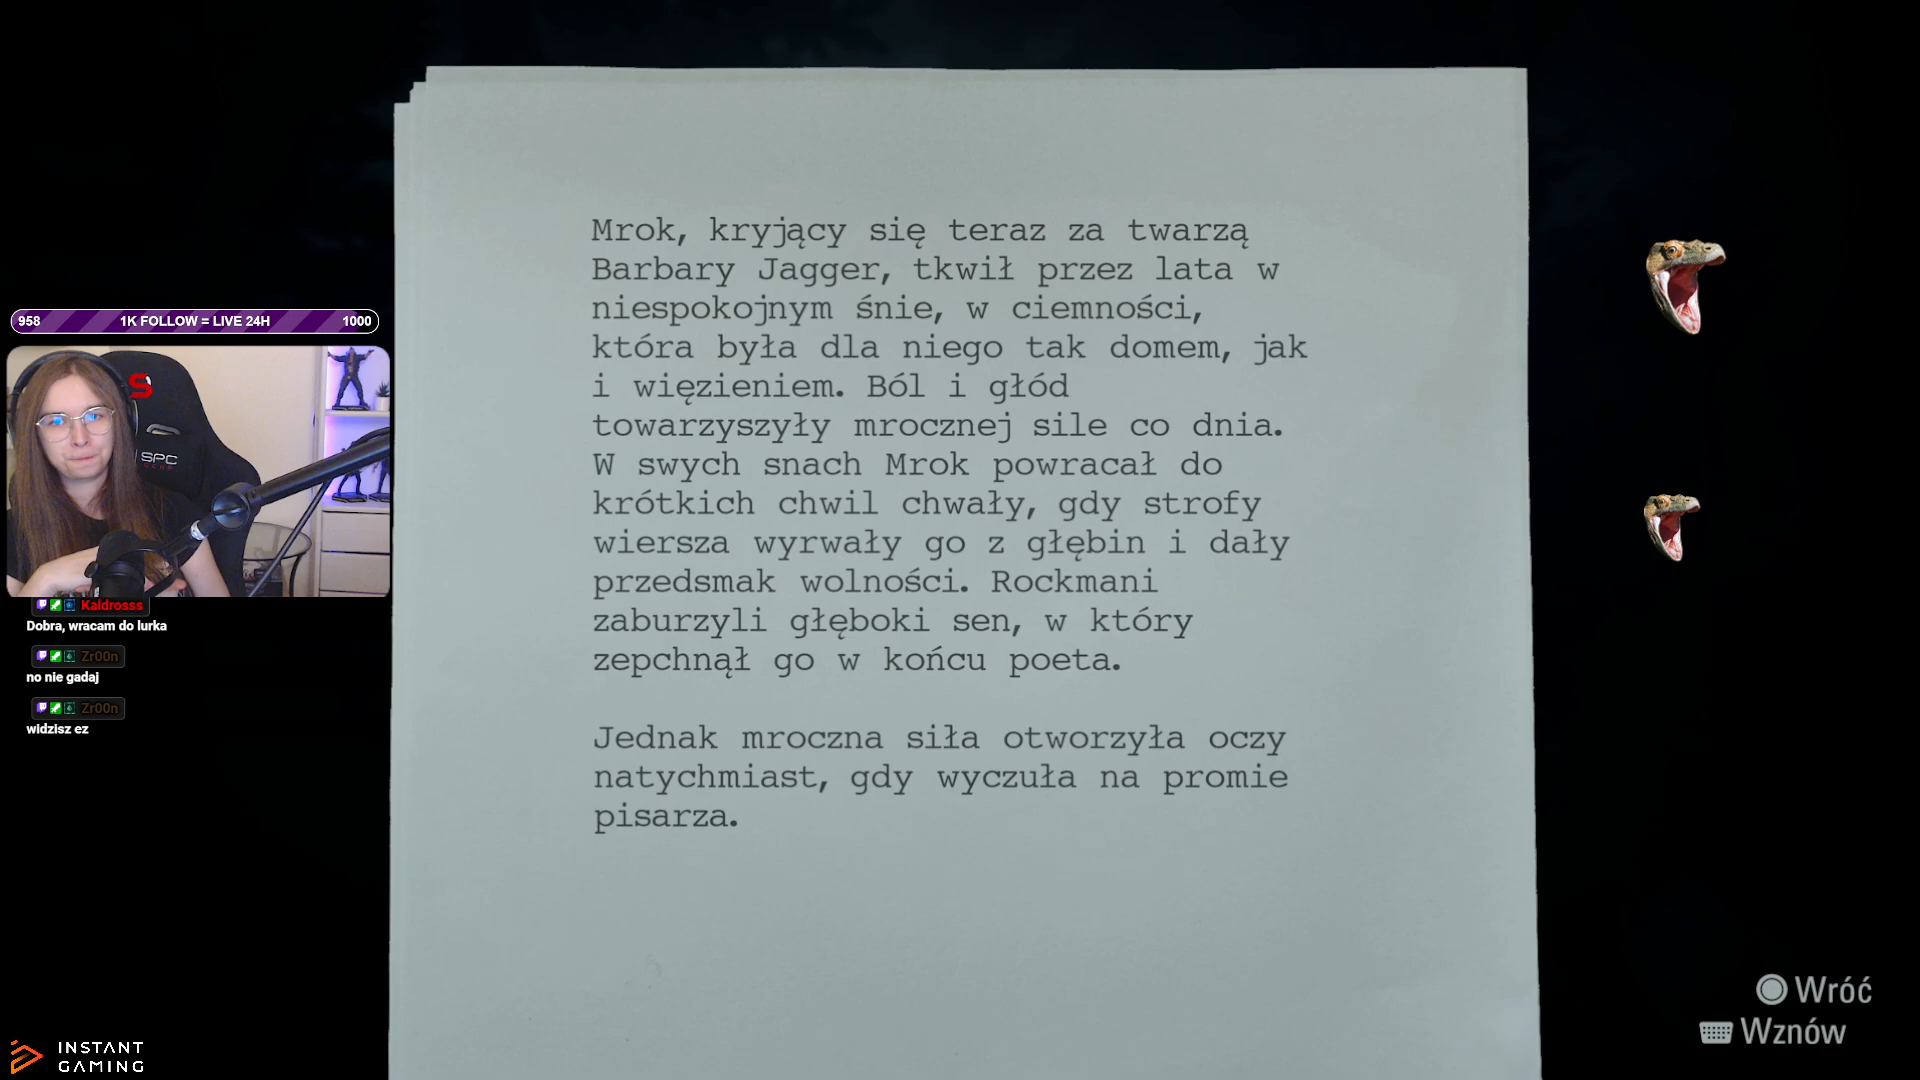 Mrok, kryjący się teraz za twarzą
Barbary Jagger, tkwił przez lata w
niespokojnym śnie, w ciemności,
która była dla niego tak domem, jak
i więzieniem. Ból i głód
towarzyszyły mrocznej sile co dnia.
W swych snach Mrok powracał do
krótkich chwil chwały, gdy strofy
wiersza wyrwały go z głębin i dały
przedsmak wolności. Rockmani
zaburzyli głęboki sen, w który
zepchnął go w końcu poeta.
Jednak mroczna siła otworzyła oczy
natychmiast, gdy wyczuła na promie
pisarza.
958 1K FOLLOW = LIVE 24H 1000
S
SPC
GEAR
Kaldrosss
Dobra, wracam do lurka
Zr00n
no nie gadaj
Zr00n
widzisz ez
INSTANT
GAMING
Wróć
Wznów